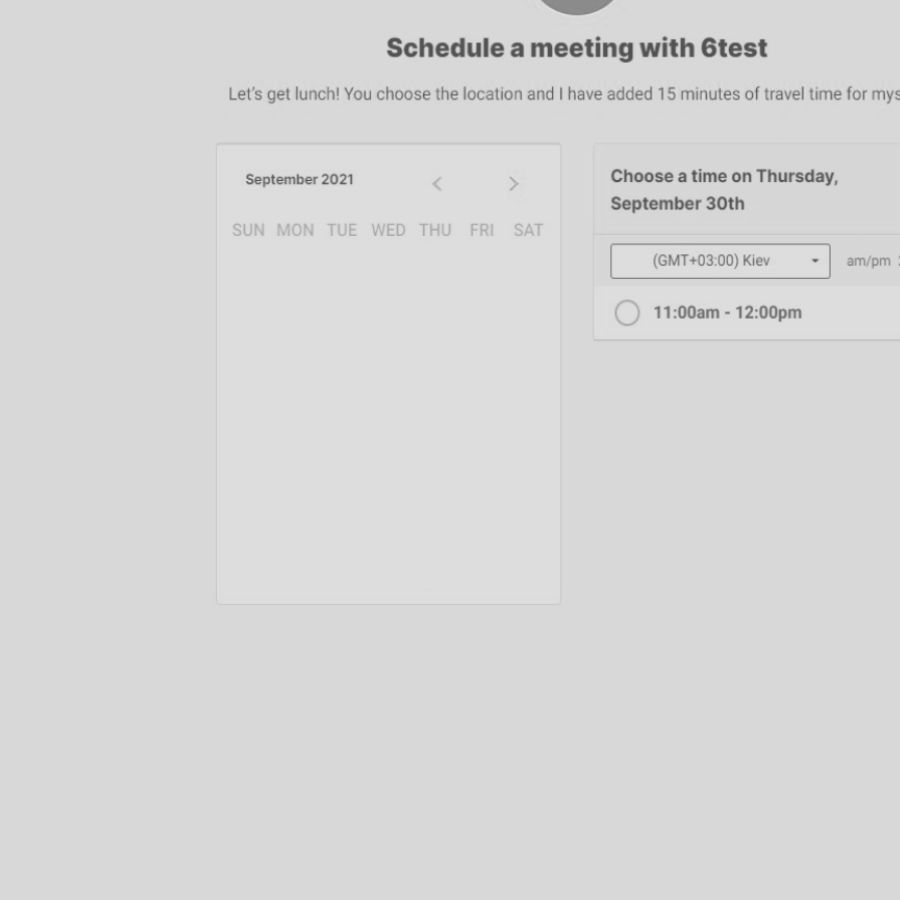 Schedule a meeting with 6test
Let's get lunch! You choose the location and I have added 15 minutes of travel time for mys
September 2021
SUN MON TUE WED THU FRI SAT
Choose a time on Thursday,
September 30th
(GMT+03:00) Kiev
am/pm
11:00am - 12:00pm